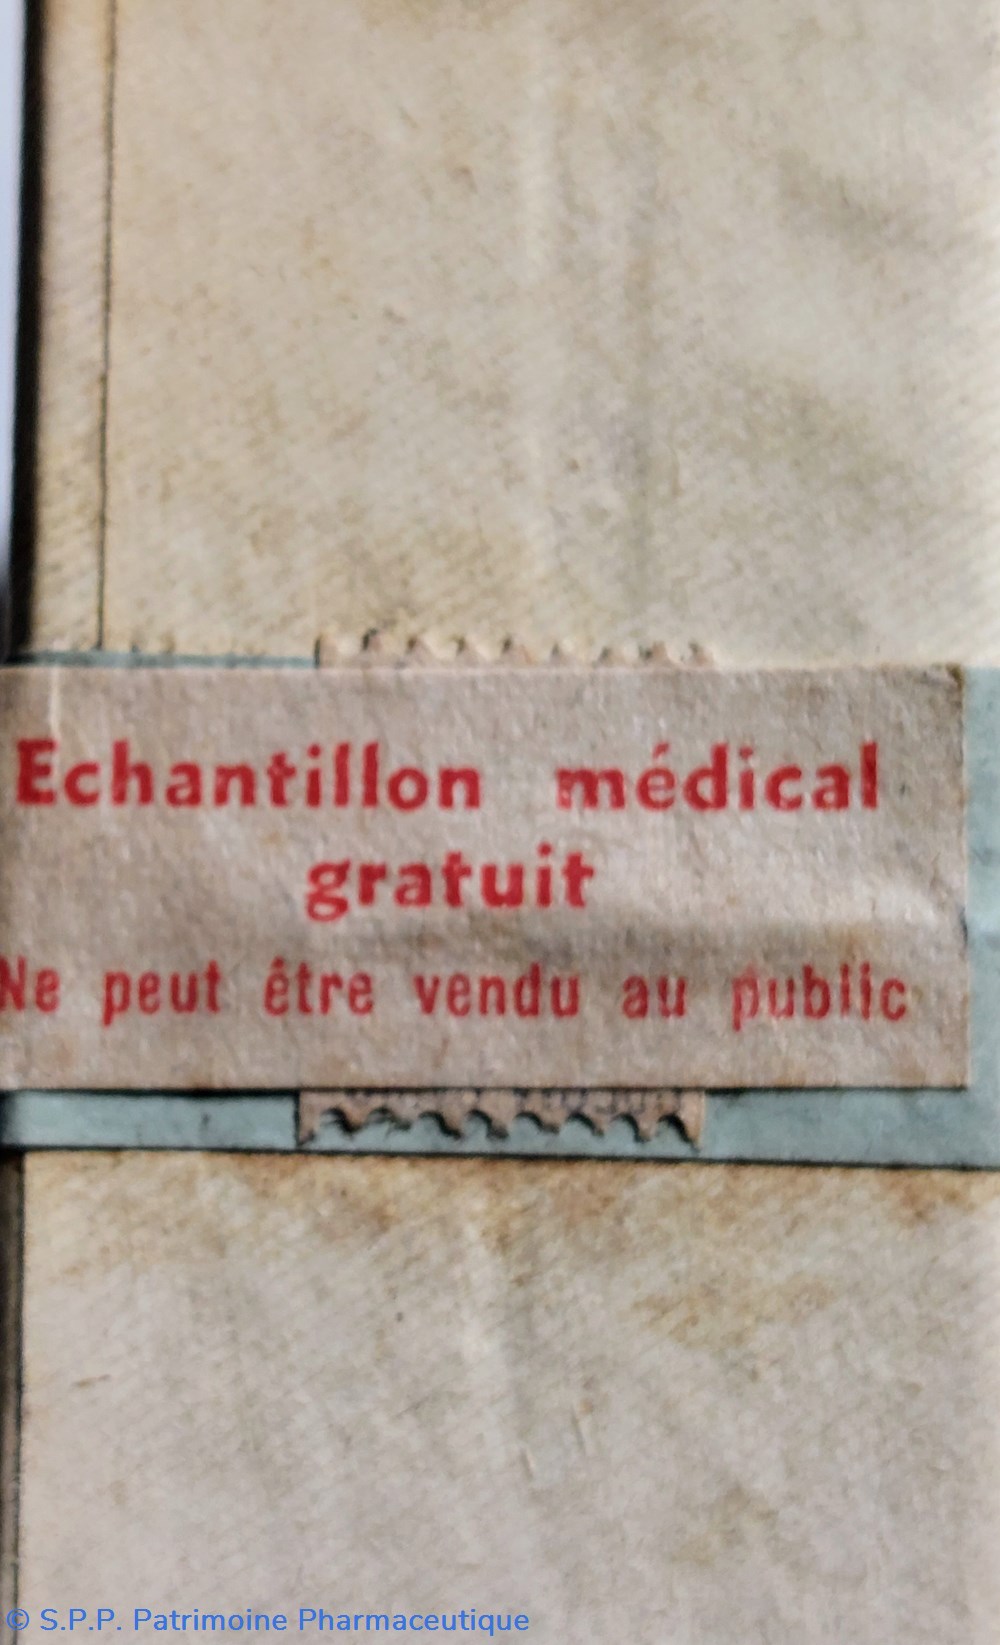 Echantillon médical
gratuit
Ne peut être vendu au public
© S.P.P. Patrimoine Pharmaceutique